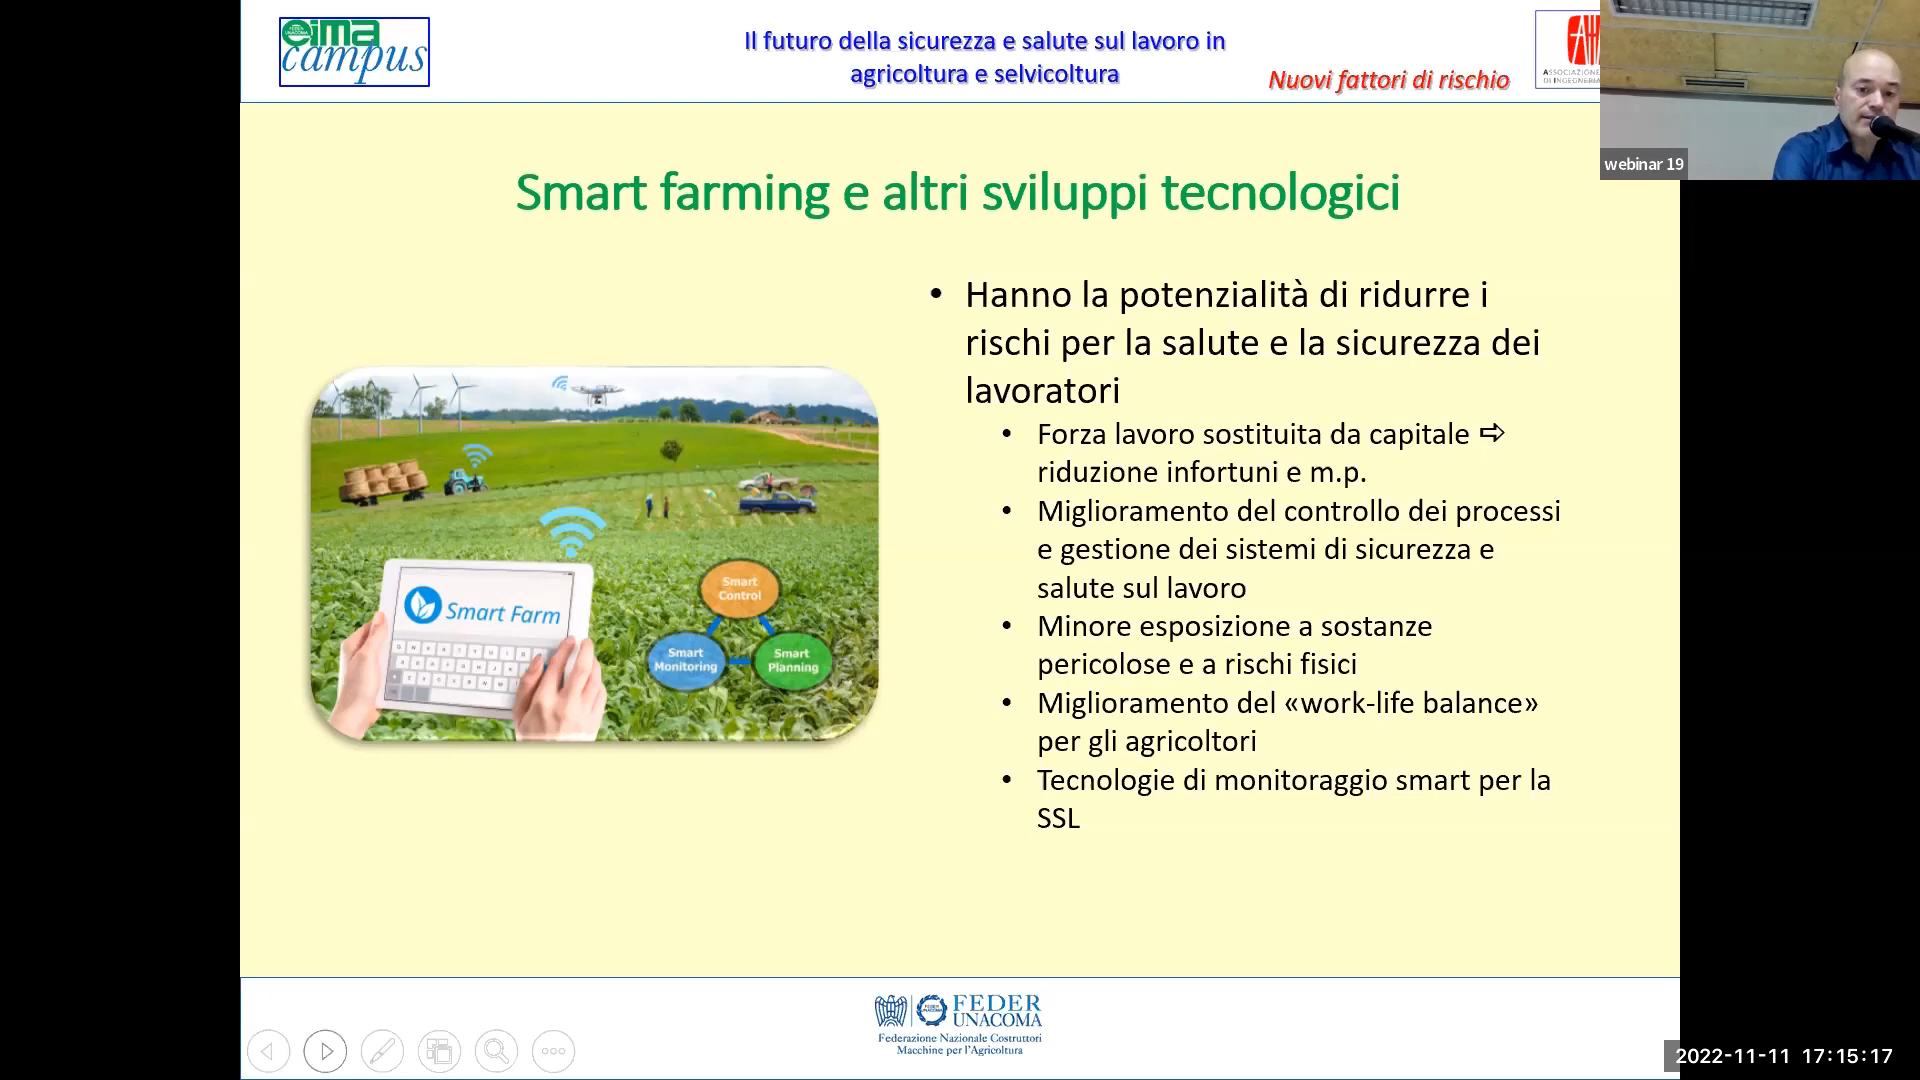 eima
FEDER
UNACOMA
campus
Il futuro della sicurezza e salute sul lavoro in
agricoltura e selvicoltura
Nuovi fattori di rischio
ASSOCIAZIONE
DI INGEGNERIA
webinar 19
Smart farming e altri sviluppi tecnologici
• Hanno la potenzialità di ridurre i
rischi per la salute e la sicurezza dei
lavoratori
• Forza lavoro sostituita da capitale ⇨
riduzione infortuni e m.p.
• Miglioramento del controllo dei processi
e gestione dei sistemi di sicurezza e
salute sul lavoro
• Minore esposizione a sostanze
pericolose e a rischi fisici
• Miglioramento del «work-life balance»
per gli agricoltori
• Tecnologie di monitoraggio smart per la
SSL
Smart Farm
Smart
Control
Smart
Monitoring
Smart
Planning
FEDER
UNACOMA
Federazione Nazionale Costruttori
Macchine per l'Agricoltura
2022-11-11 17:15:17